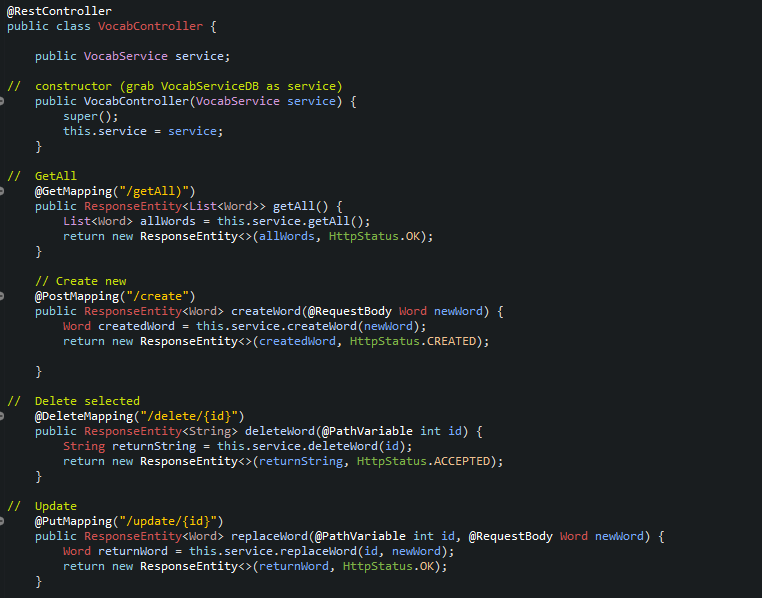 @RestController
public class VocabController {
public VocabService service;
// constructor (grab VocabServiceDB as service)
public VocabController(VocabService service) {
super();
this.service = service;
}
// GetAll
@GetMapping("/getAll)")
public ResponseEntity<List<Word>> getAll() {
List<Word> allWords = this.service.getAll();
return new ResponseEntity<>(allWords, HttpStatus.OK);
}
// Create new
@PostMapping("/create")
public ResponseEntity<Word> createWord(@RequestBody Word newWord) {
Word createdWord = this.service.createWord(newWord);
return new ResponseEntity<>(createdWord, HttpStatus.CREATED);
}
// Delete selected
@DeleteMapping("/delete/{id}")
public ResponseEntity<String> deleteWord(@PathVariable int id) {
String returnString = this.service.deleteWord(id);
return new ResponseEntity<>(returnString, HttpStatus.ACCEPTED);
}
// Update
@PutMapping("/update/{id}")
public ResponseEntity<Word> replaceWord(@PathVariable int id, @RequestBody Word newWord) {
Word returnWord = this.service.replaceWord(id, newWord);
return new ResponseEntity<>(returnWord, HttpStatus.OK);
}